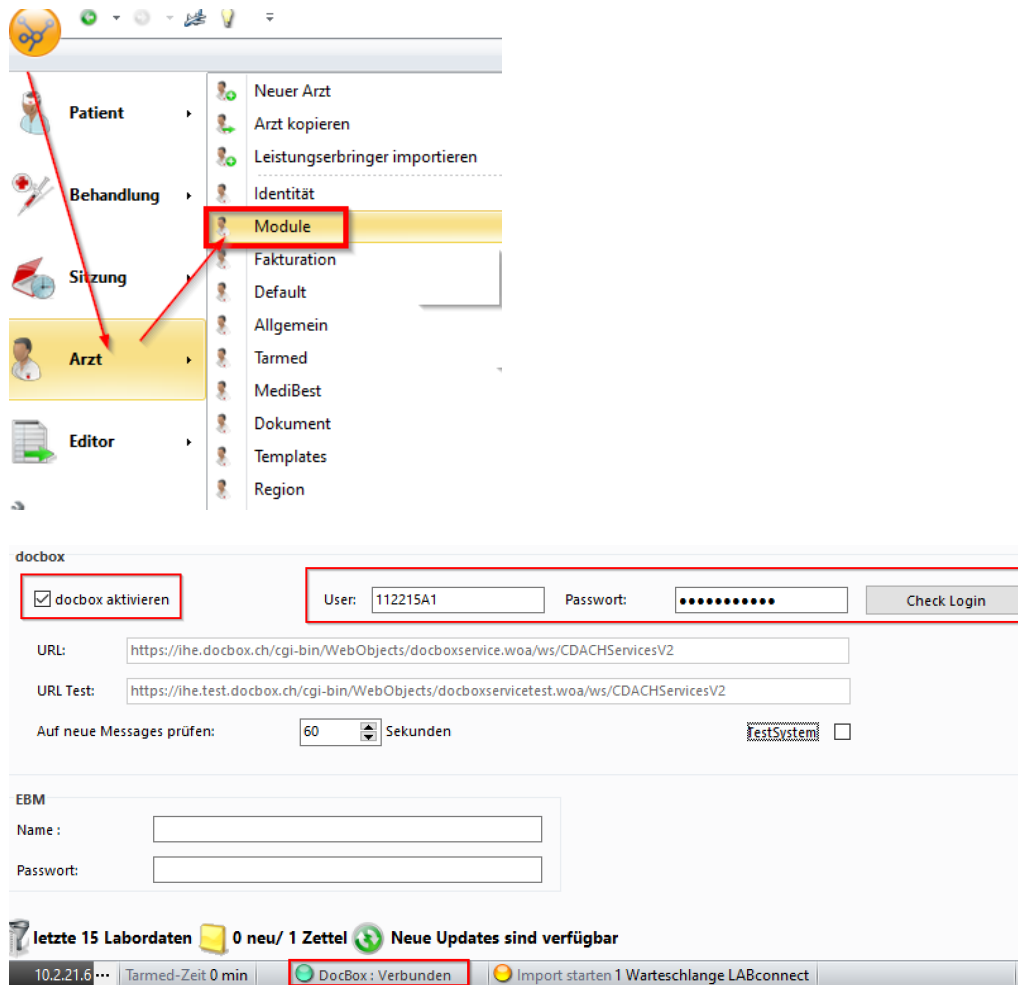 Patient
Behandlung
Sitzung
Arzt
Editor
Neuer Arzt
Arzt kopieren
Leistungserbringer importieren
Identität
Module
Fakturation
Default
Allgemein
Tarmed
MediBest
Dokument
Templates
Region
docbox
docbox aktivieren User: 112215A1 Passwort: ●●●●●●●●●●● Check Login
URL: https://ihe.docbox.ch/cgi-bin/WebObjects/docboxservice.woa/ws/CDACHServicesV2
URL Test: https://ihe.test.docbox.ch/cgi-bin/WebObjects/docboxservicetest.woa/ws/CDACHServicesV2
Auf neue Messages prüfen: 60 Sekunden TestSystem
EBM
Name :
Passwort:
letzte 15 Labordaten 0 neu/ 1 Zettel Neue Updates sind verfügbar
10.2.21.6 ... Tarmed-Zeit 0 min DocBox : Verbunden Import starten 1 Warteschlange LABconnect